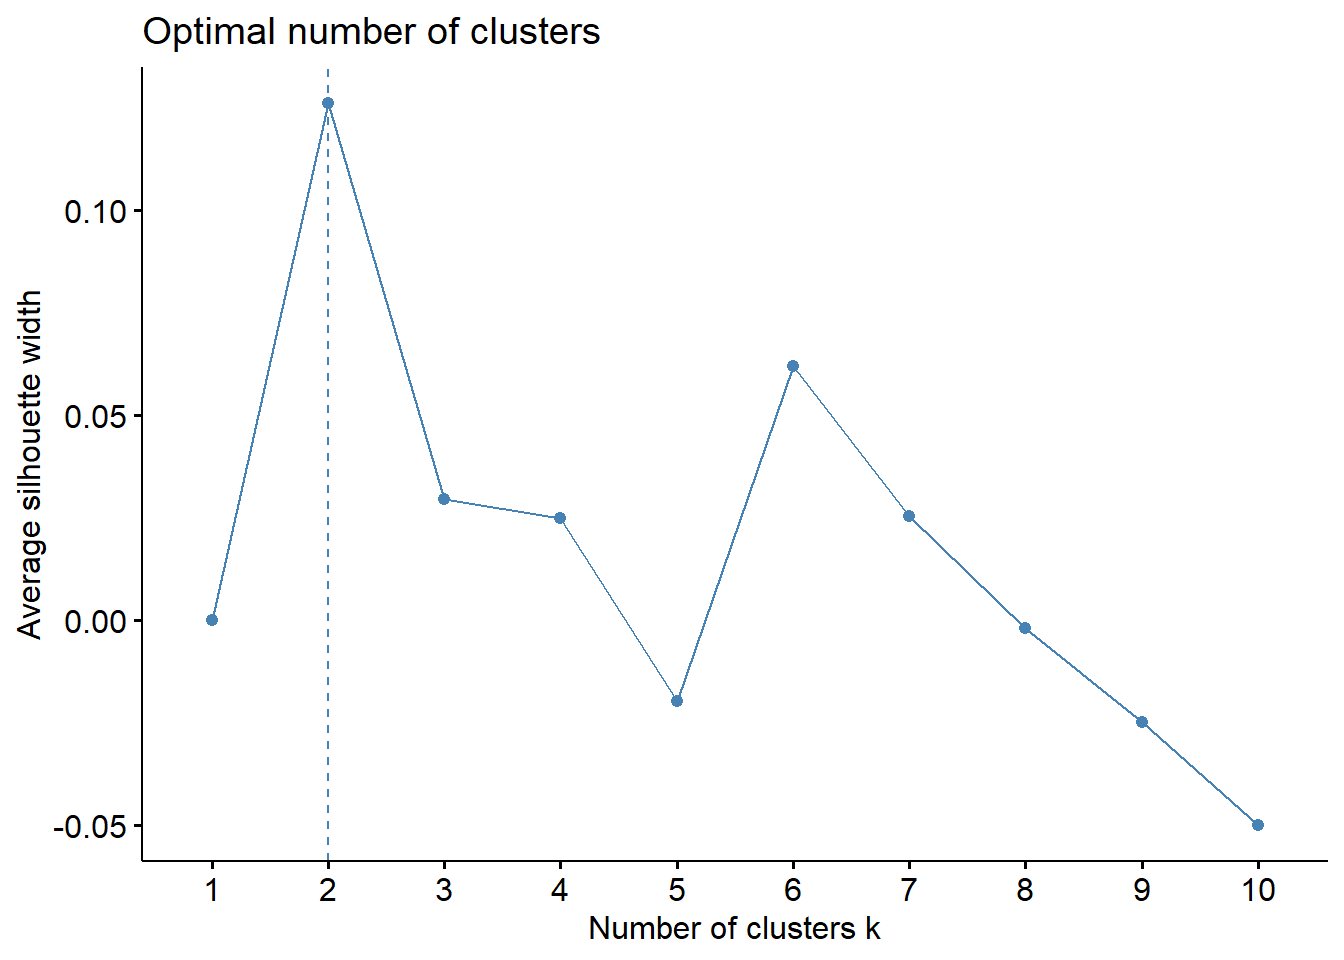 Optimal number of clusters
Average silhouette width
0.10
0.05
0.00
-0.05
1 2 3 4 5 6 7 8 9 10
Number of clusters k